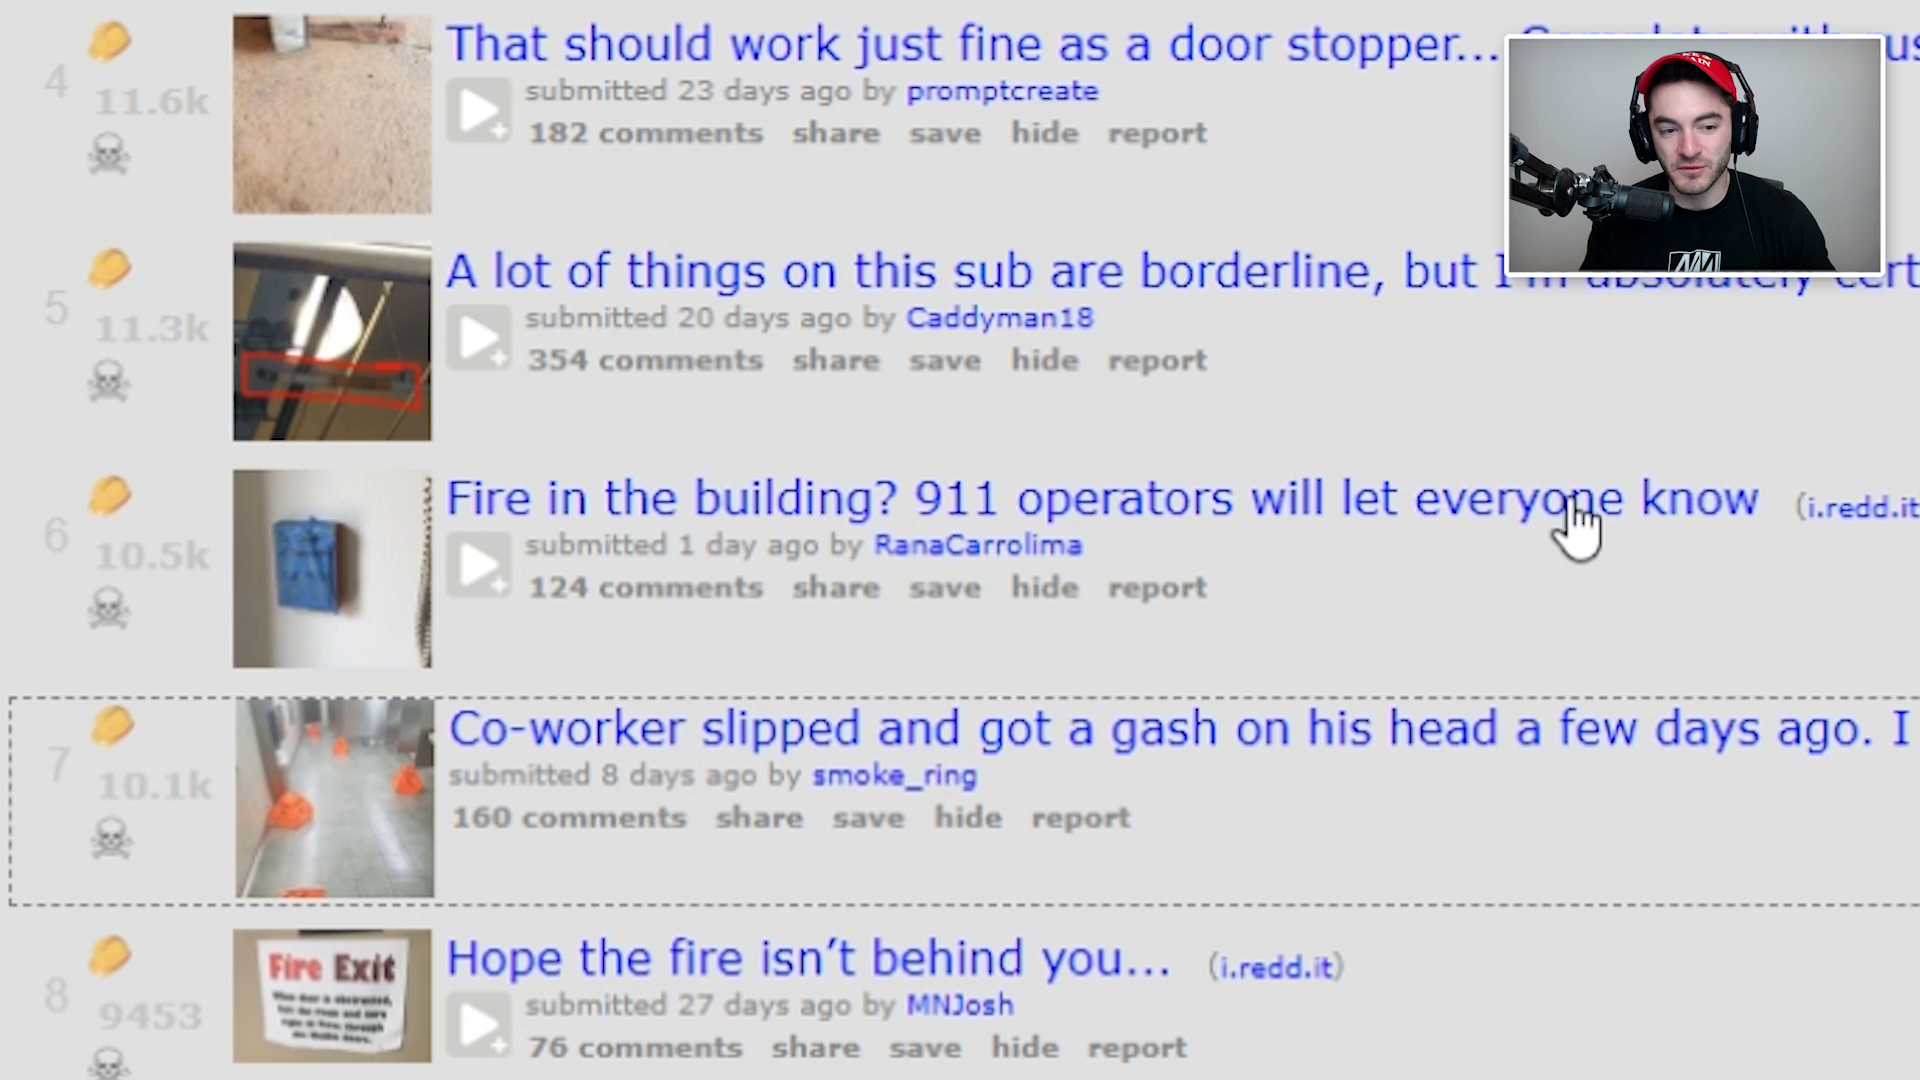 4
11.6k
That should work just fine as a door stopper...
submitted 23 days ago by promptcreate
182 comments share save hide report
5
11.3k
A lot of things on this sub are borderline, but I'm absolutely cert
submitted 20 days ago by Caddyman18
354 comments share save hide report
6
10.5k
Fire in the building? 911 operators will let everyone know (i.redd.it
submitted 1 day ago by RanaCarrolima
124 comments share save hide report
7
10.1k
Co-worker slipped and got a gash on his head a few days ago. I
submitted 8 days ago by smoke_ring
160 comments share save hide report
8
9453
Fire Exit
Hope the fire isn’t behind you... (i.redd.it)
submitted 27 days ago by MNJosh
76 comments share save hide report